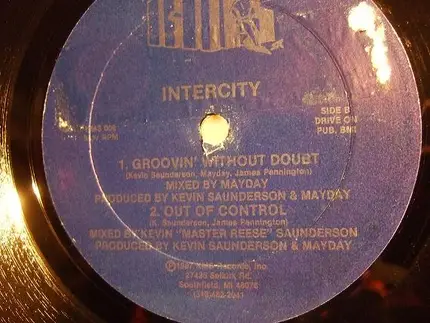 INTERCITY
SIDE B
DRIVE ON
PUB. BMI
1. GROOVIN' WITHOUT DOUBT
(Kevin Saunderson, Mayday, James Pennington)
MIXED BY MAYDAY
PRODUCED BY KEVIN SAUNDERSON & MAYDAY
2. OUT OF CONTROL
(K. Saunderson, James Pennington)
MIXED BY KEVIN "MASTER REESE" SAUNDERSON
PRODUCED BY KEVIN SAUNDERSON & MAYDAY
Records, Inc
Southfield, MI 48076